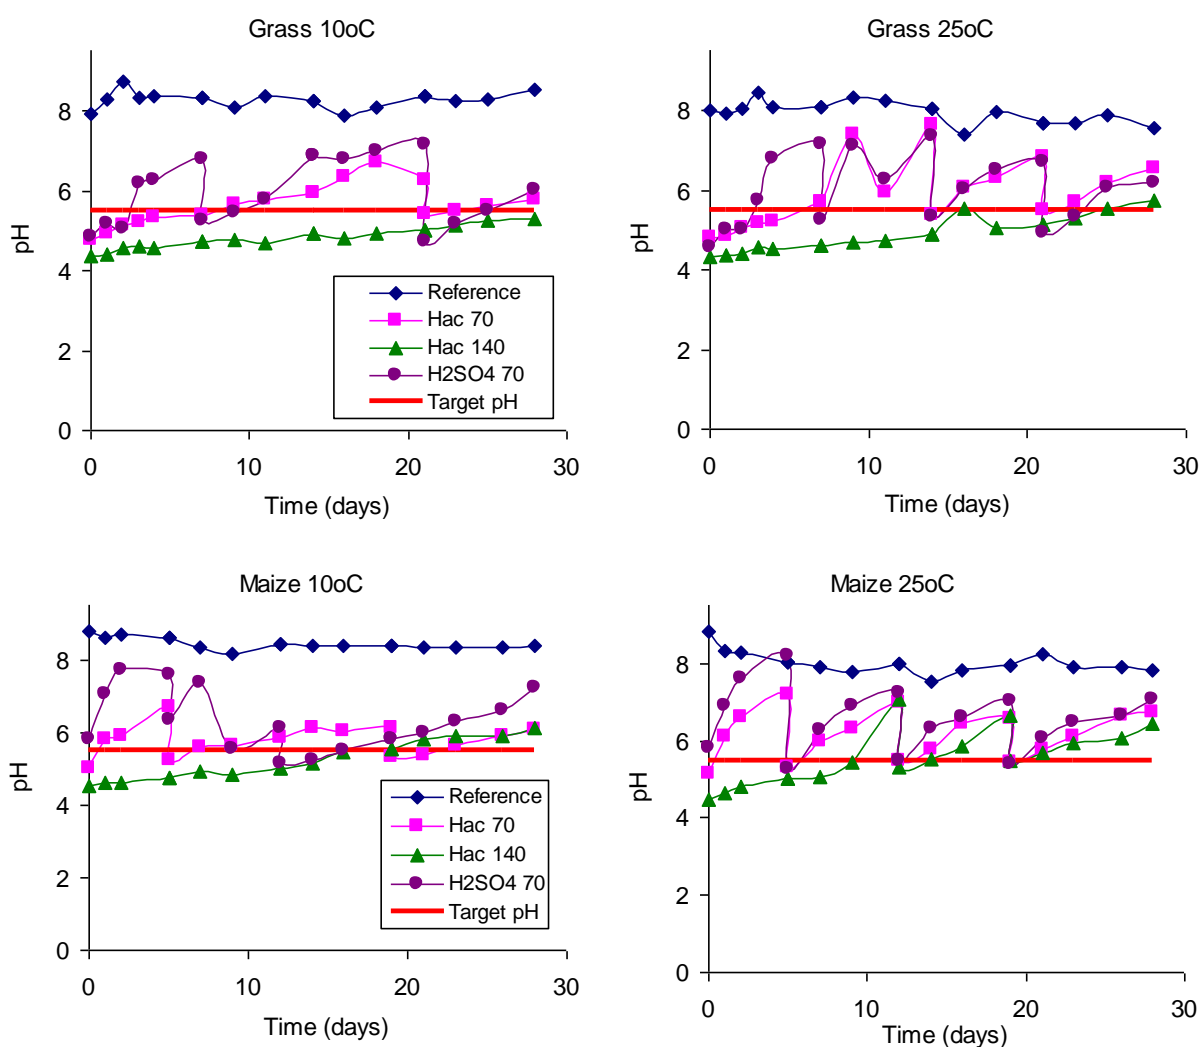 Grass 10oC
pH
8
6
4
2
0
0 10 20 30
Time (days)
Reference
Hac 70
Hac 140
H2SO4 70
Target pH
Grass 25oC
pH
8
6
4
2
0
0 10 20 30
Time (days)
Maize 10oC
pH
8
6
4
2
0
0 10 20 30
Time (days)
Reference
Hac 70
Hac 140
H2SO4 70
Target pH
Maize 25oC
pH
8
6
4
2
0
0 10 20 30
Time (days)